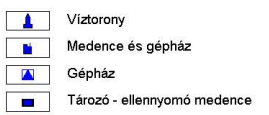 Víztorony
Medence és gépház
Gépház
Tározó - ellennyomó medence